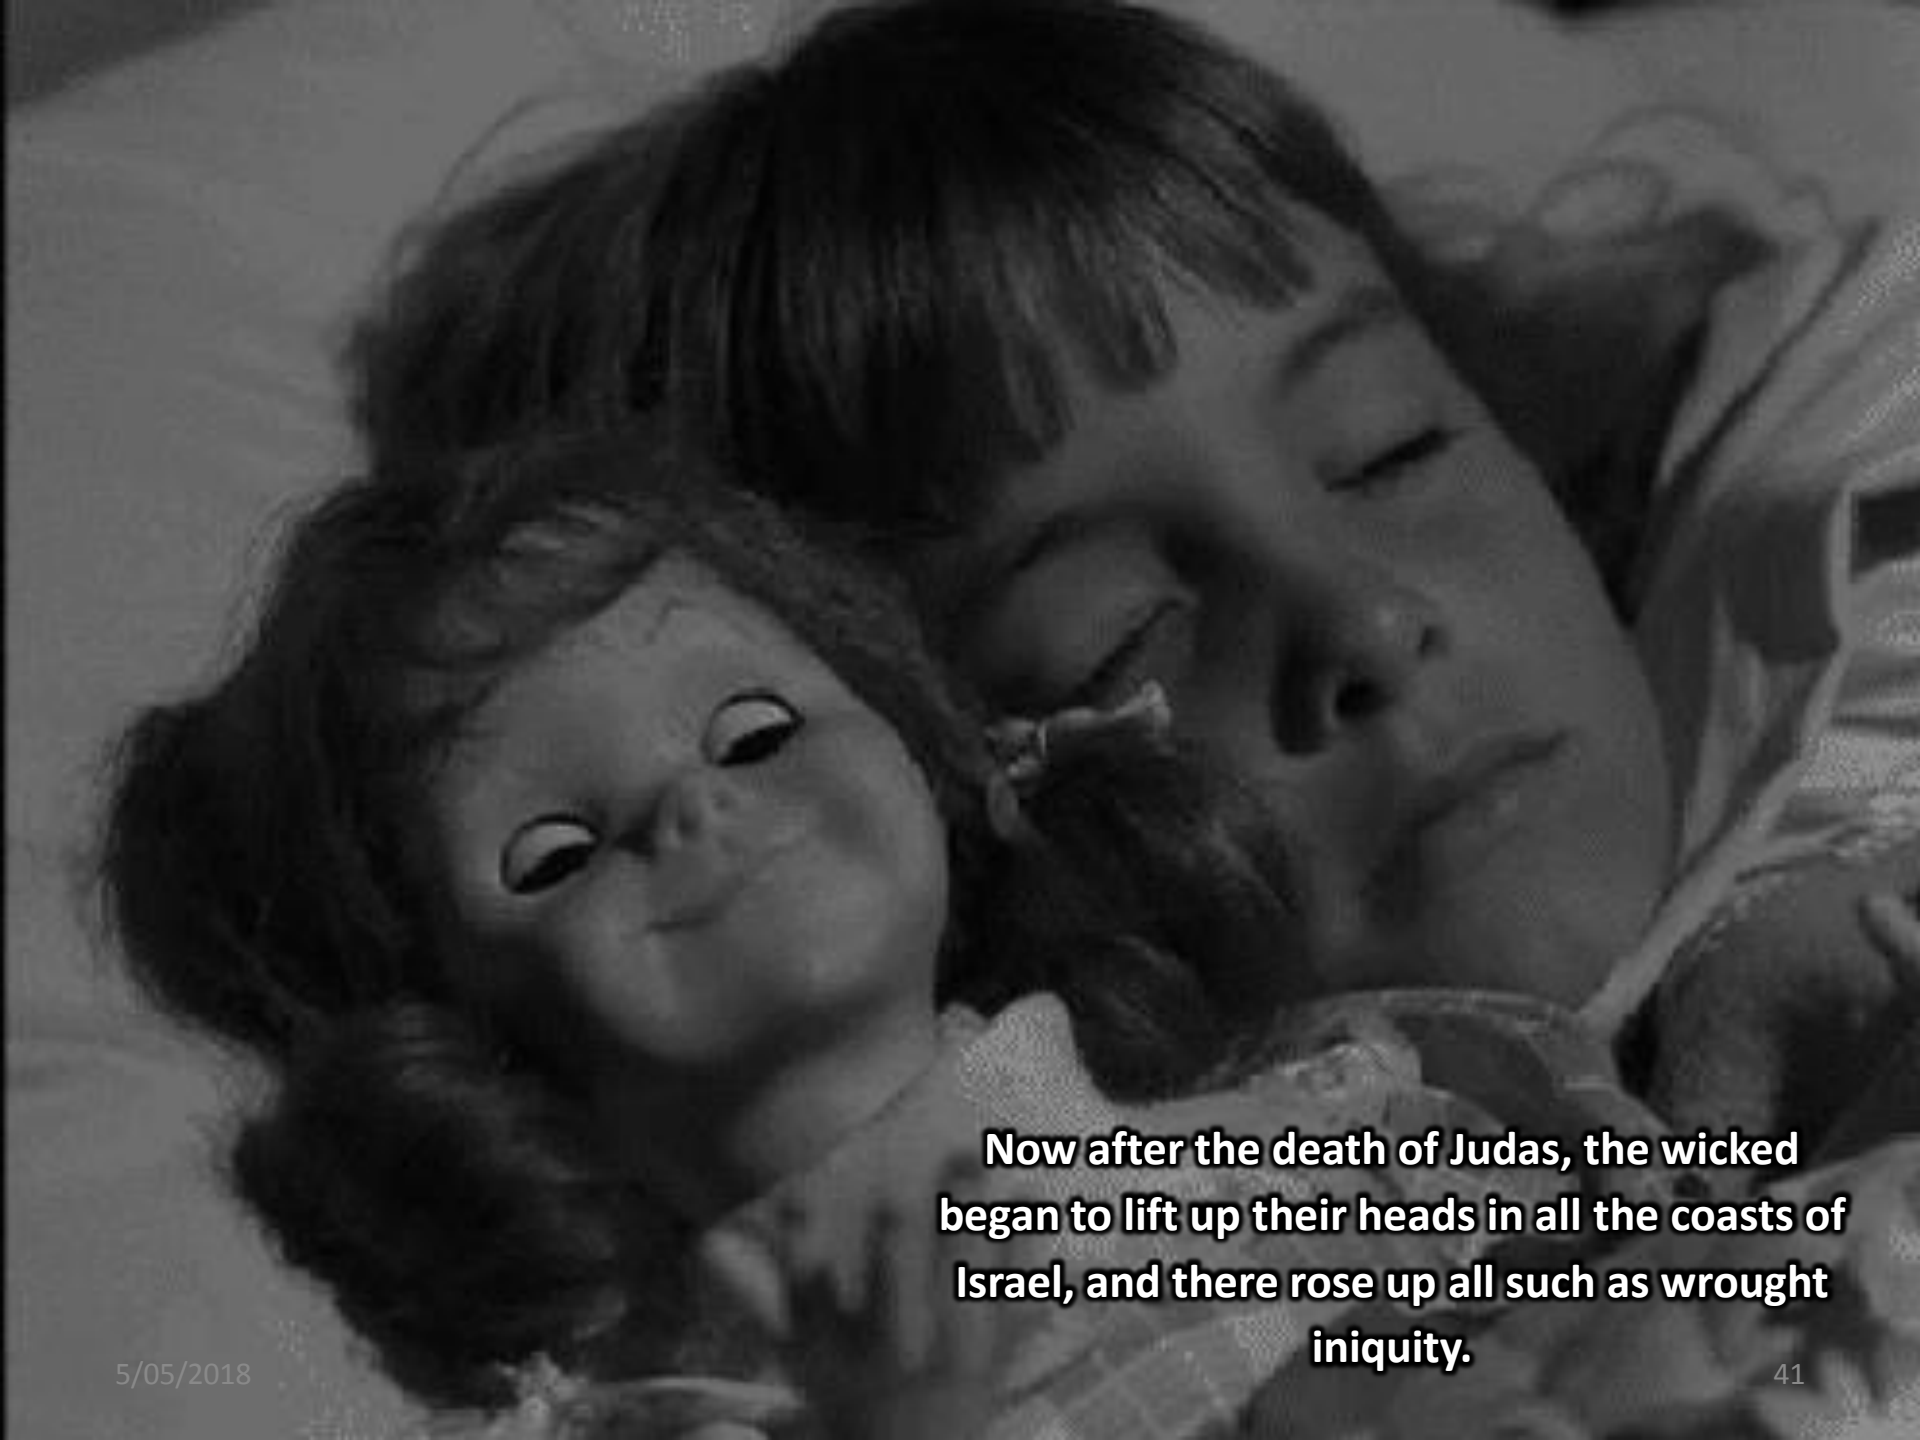 Now after the death of Judas, the wicked
began to lift up their heads in all the coasts of
Israel, and there rose up all such as wrought
iniquity.
5/05/2018
41